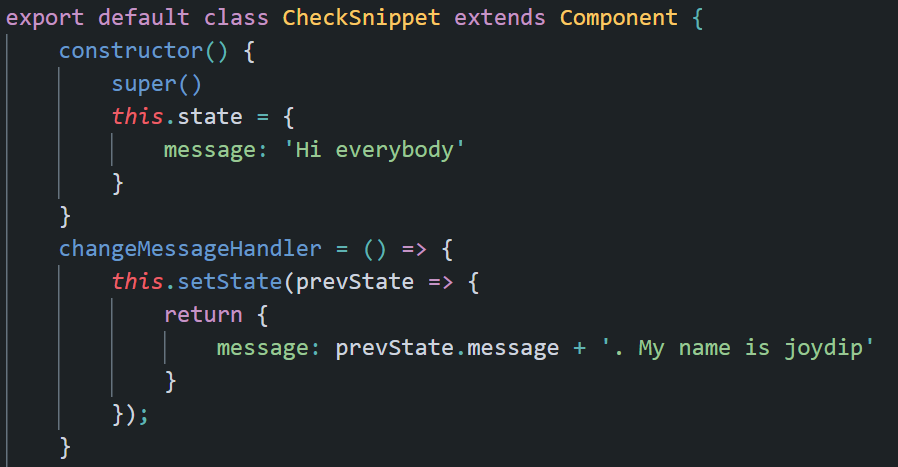 export default class CheckSnippet extends Component {
    constructor() {
        super()
        this.state = {
            message: 'Hi everybody'
        }
    }
    changeMessageHandler = () => {
        this.setState(prevState => {
            return {
                message: prevState.message + '. My name is joydip'
            }
        });
    }